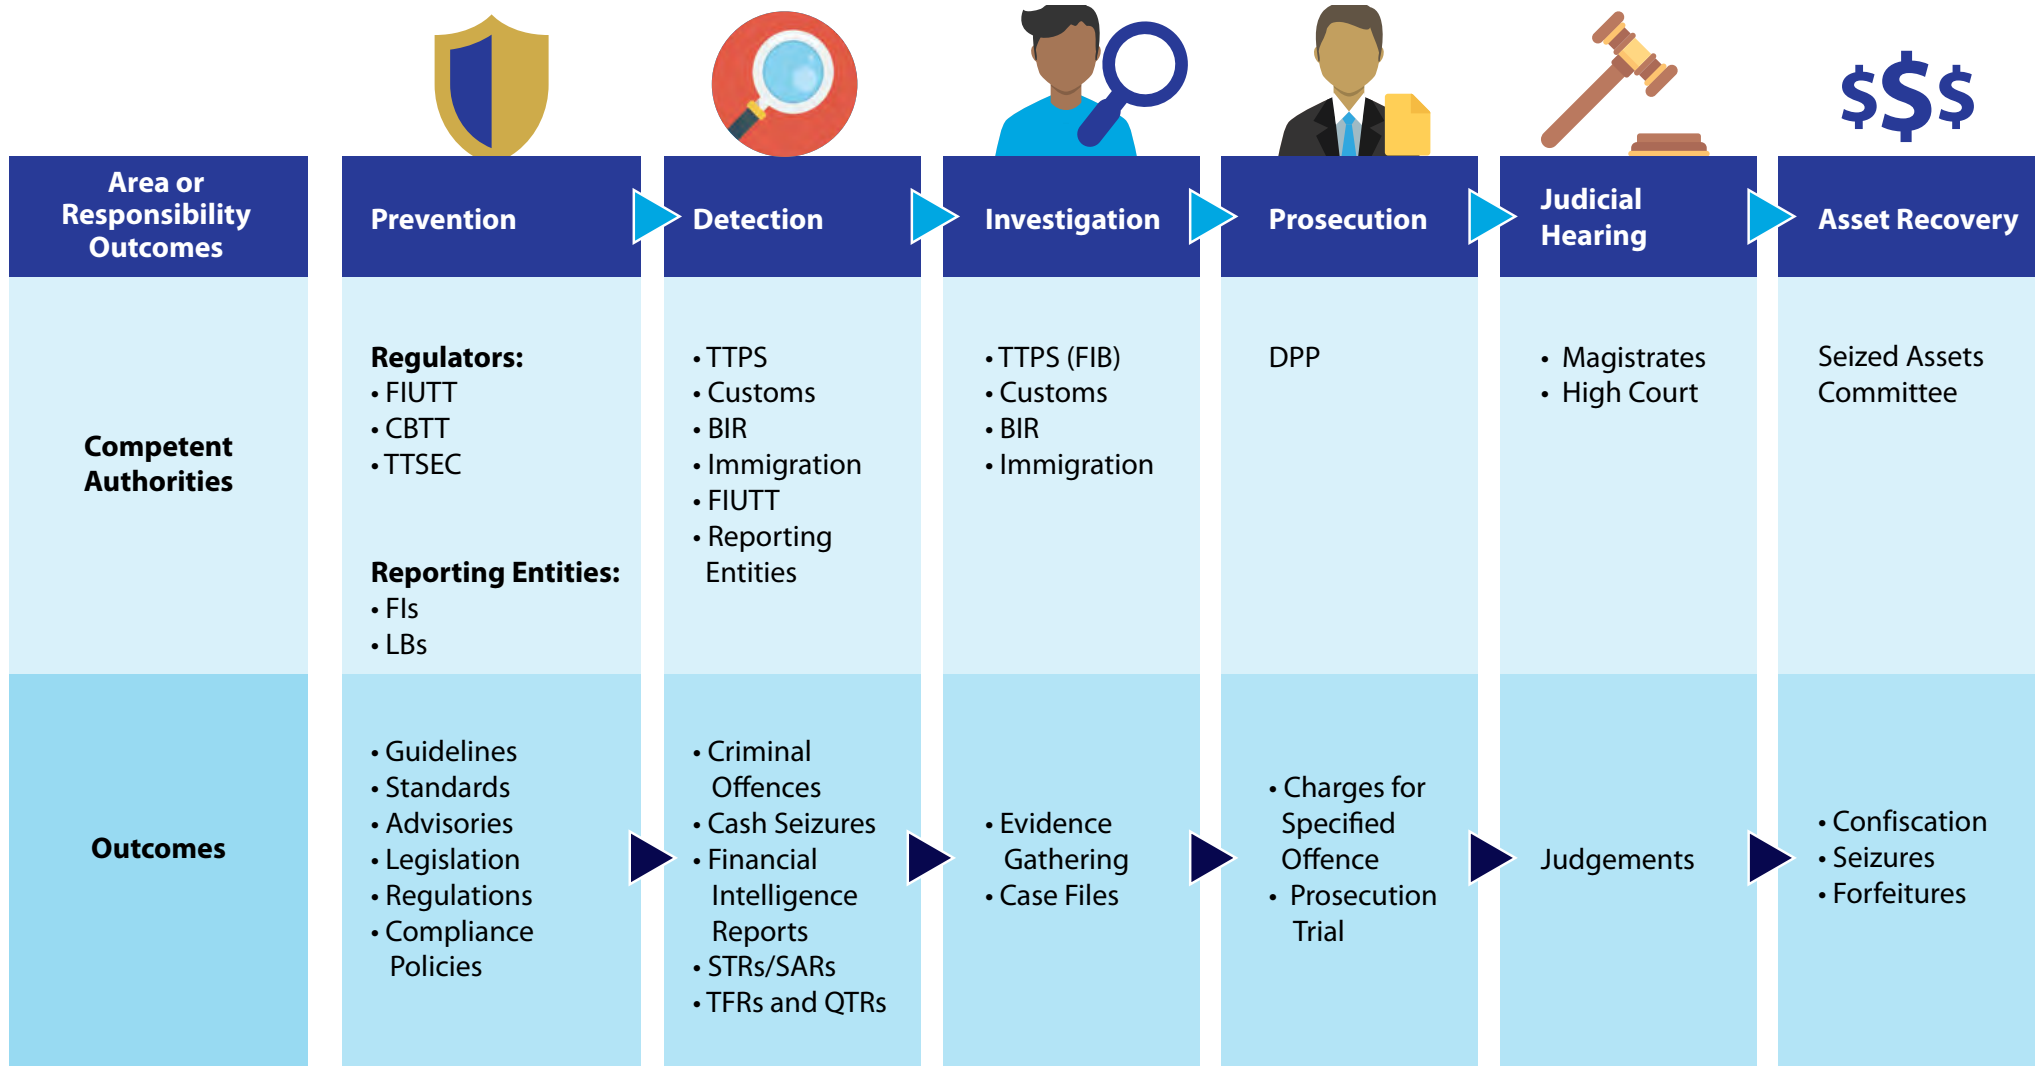 Area or
Responsibility
Outcomes
Prevention
Detection
Investigation
Prosecution
Judicial
Hearing
Asset Recovery
Competent
Authorities
Regulators:
• FIUTT
• CBTT
• TTSEC
Reporting Entities:
• FIs
• LBs
• TTPS
• Customs
• BIR
• Immigration
• FIUTT
• Reporting
Entities
• TTPS (FIB)
• Customs
• BIR
• Immigration
DPP
• Magistrates
• High Court
Seized Assets
Committee
Outcomes
• Guidelines
• Standards
• Advisories
• Legislation
• Regulations
• Compliance
Policies
• Criminal
Offences
• Cash Seizures
• Financial
Intelligence
Reports
• STRs/SARs
• TFRs and QTRs
• Evidence
Gathering
• Case Files
• Charges for
Specified
Offence
• Prosecution
Trial
Judgements
• Confiscation
• Seizures
• Forfeitures